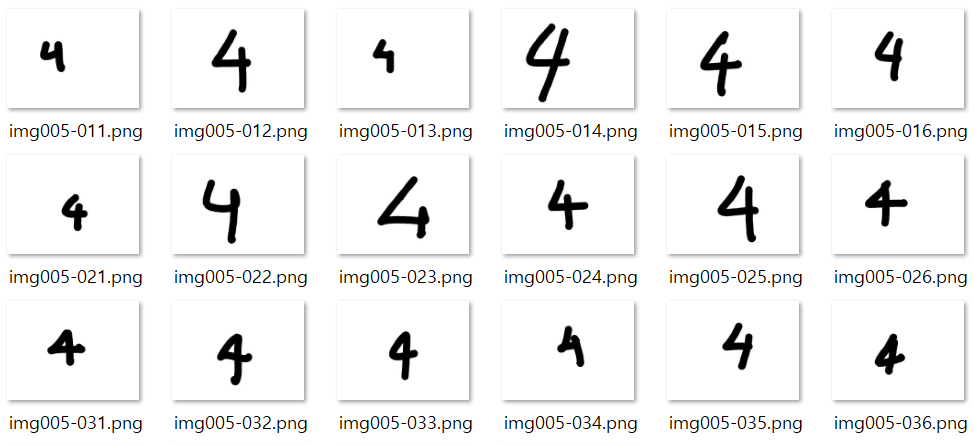 4 4 4 4 4 4
img005-011.png img005-012.png img005-013.png img005-014.png img005-015.png img005-016.png
4 4 4 4 4 4
img005-021.png img005-022.png img005-023.png img005-024.png img005-025.png img005-026.png
4 4 4 4 4 4
img005-031.png img005-032.png img005-033.png img005-034.png img005-035.png img005-036.png